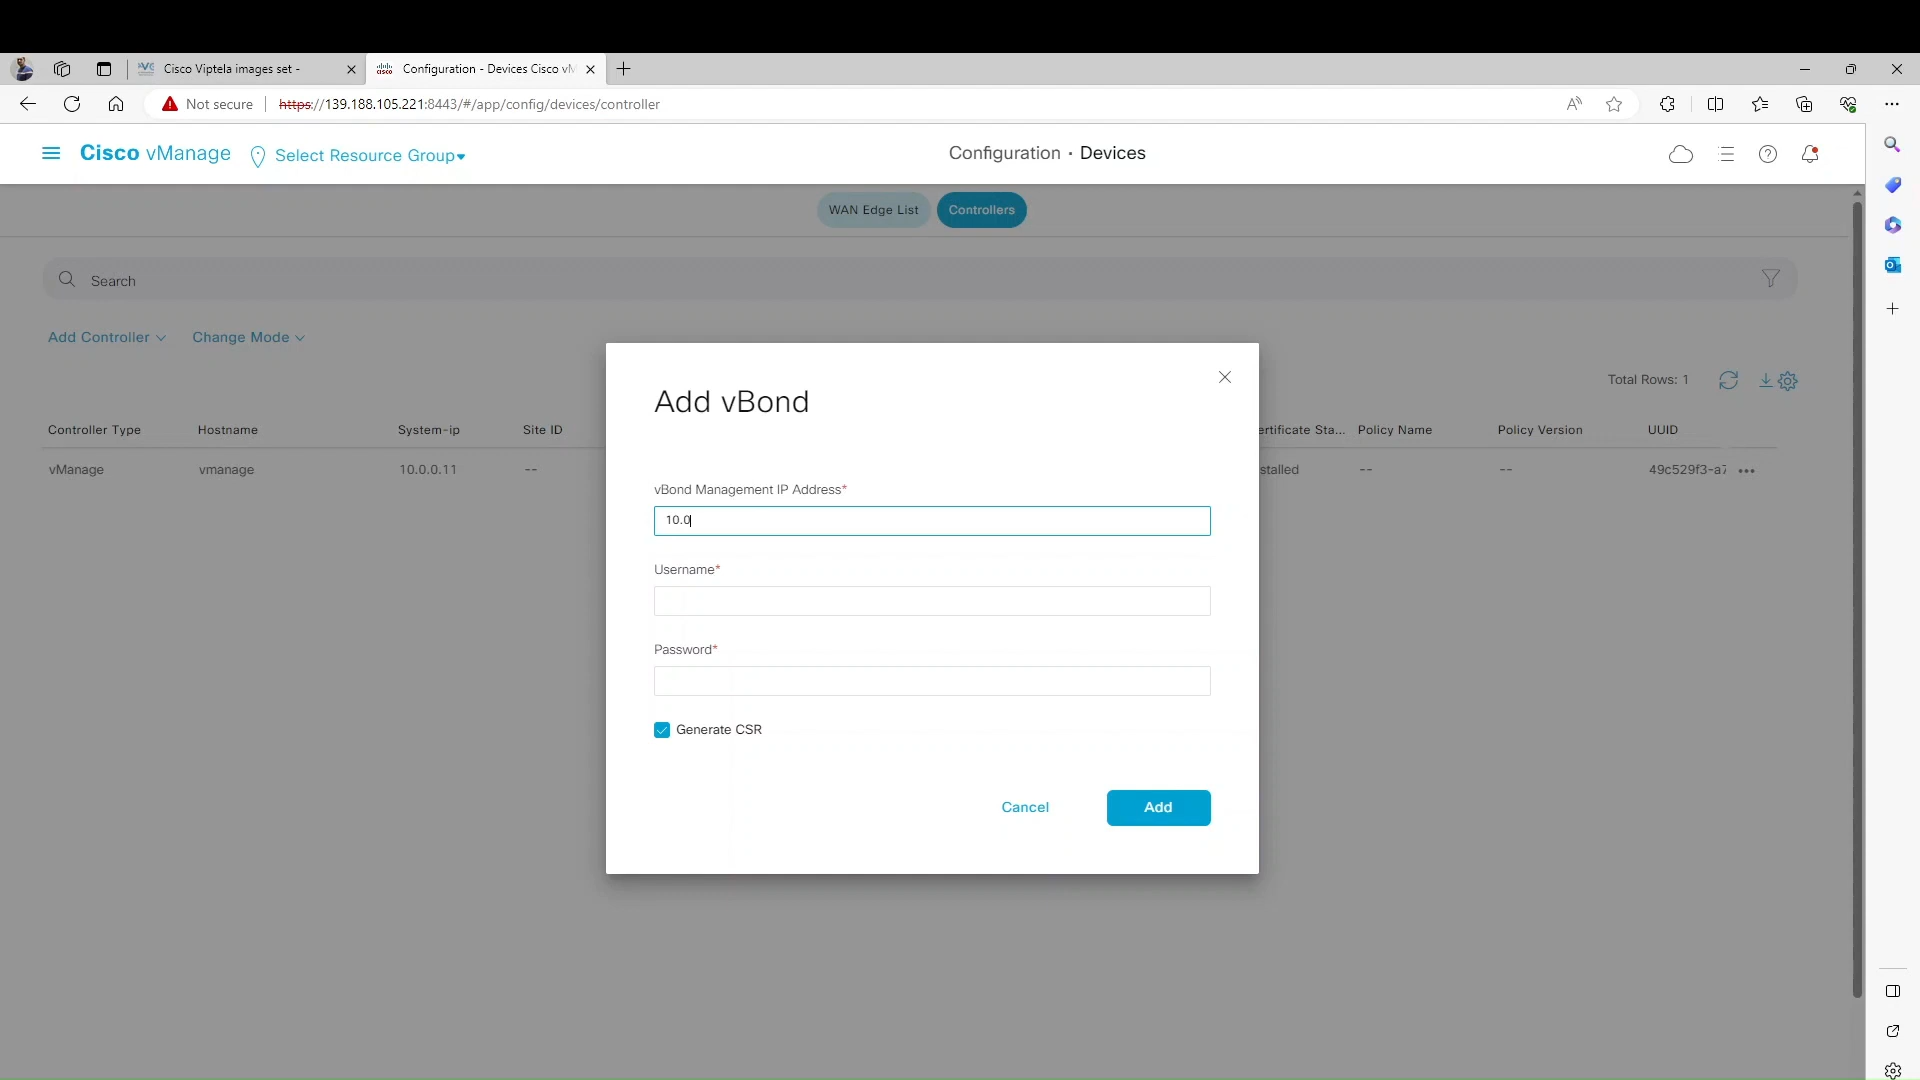 Cisco Viptela images set -
Configuration - Devices Cisco vM
Not secure
https://139.188.105.221:8443/#/app/config/devices/controller
Cisco vManage
Select Resource Group
Configuration · Devices
WAN Edge List
Controllers
Search
Add Controller
Change Mode
Total Rows: 1
Controller Type Hostname System-ip Site ID ertificate Sta... Policy Name Policy Version UUID
vManage vmanage 10.0.0.11 -- stalled -- -- 49c529f3-a7 •••
Add vBond
vBond Management IP Address*
10.0
Username*
Password*
Generate CSR
Cancel
Add